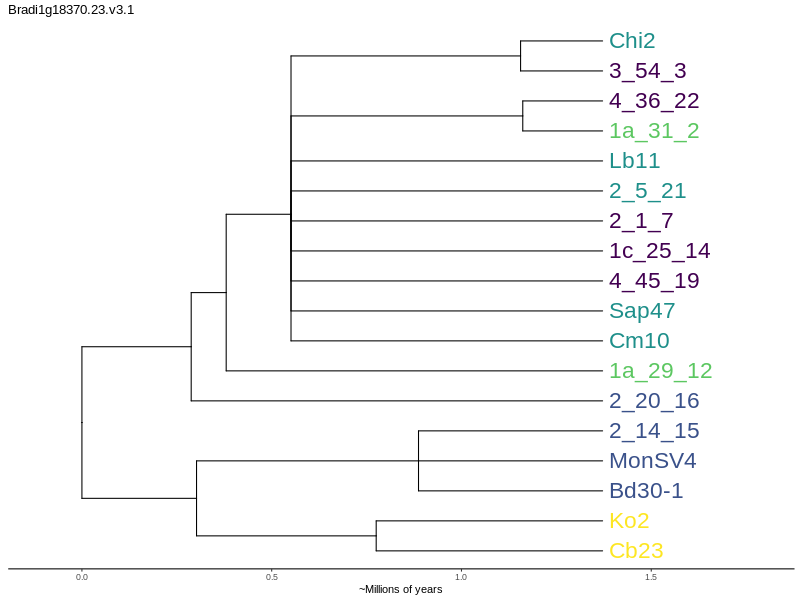 Bradi1g18370.23.v3.1
Chi2
3_54_3
4_36_22
1a_31_2
Lb11
2_5_21
2_1_7
1c_25_14
4_45_19
Sap47
Cm10
1a_29_12
2_20_16
2_14_15
MonSV4
Bd30-1
Ko2
Cb23
0.0 0.5 1.0 1.5
~Millions of years